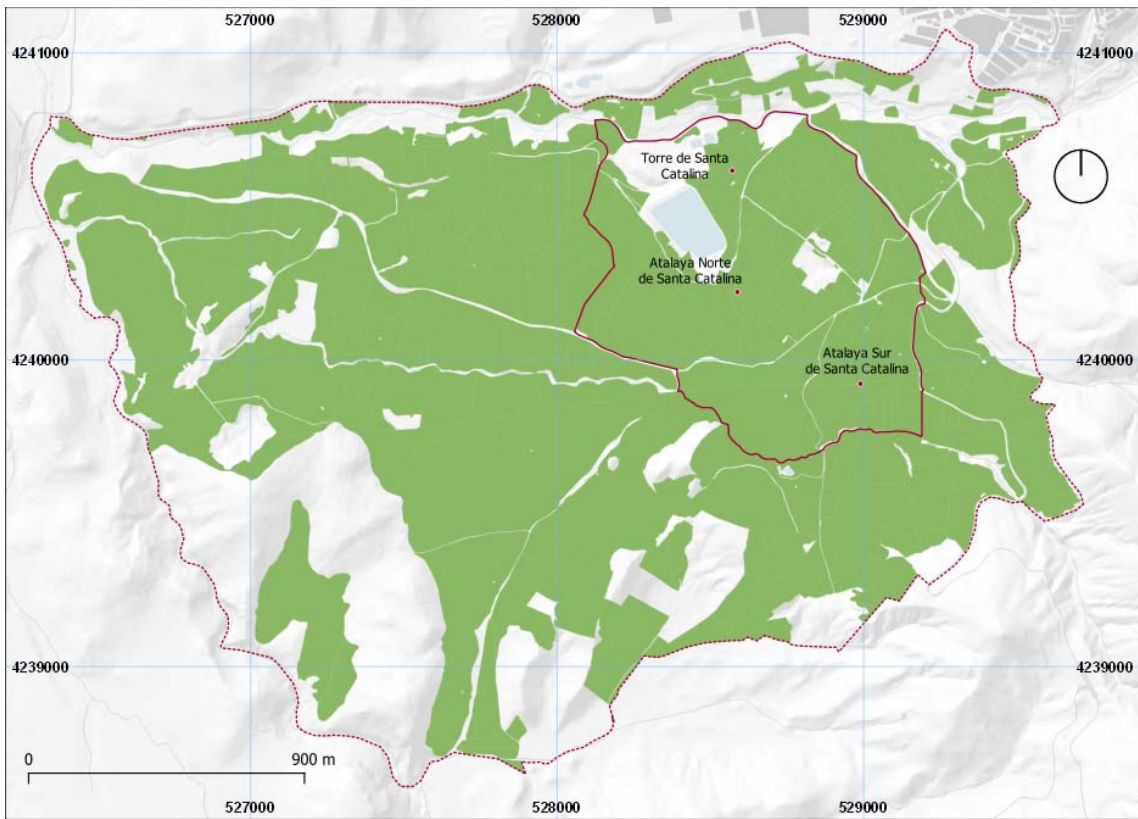 527000 528000 529000
4241000 4241000
Torre de Santa
Catalina
Atalaya Norte
de Santa Catalina
4240000 4240000
Atalaya Sur
de Santa Catalina
4239000 4239000
0 900 m
527000 528000 529000